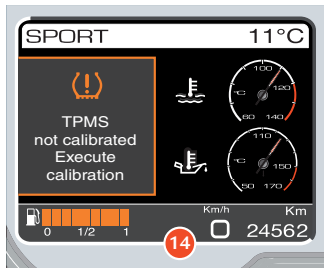 SPORT 11°C
TPMS
not calibrated
Execute
calibration
100
°C 120
60 140
110
°C 150
50 170
0 1/2 1
14
Km/h Km
0 24562